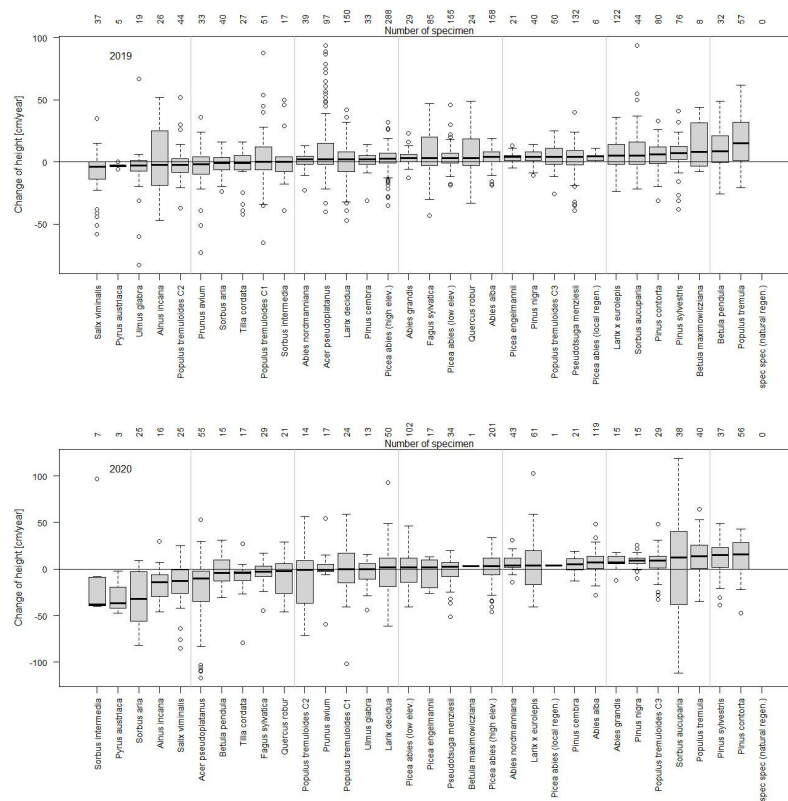 37 5 19 26 44 33 40 27 51 17 39 97 150 33 288 29 85 155 24 158 21 40 50 132 6 122 44 80 76 8 32 57 0
Number of specimen
2019
100
50
0
-50
Change of height [cm/year]
Salix viminalis
Pyrus austriaca
Ulmus glabra
Alnus incana
Populus tremuloides C2
Prunus avium
Sorbus aria
Tilia cordata
Populus tremuloides C1
Sorbus intermedia
Abies nordmanniana
Acer pseudoplatanus
Larix decidua
Pinus cembra
Picea abies (high elev.)
Abies grandis
Fagus sylvatica
Picea abies (low elev.)
Quercus robur
Abies alba
Picea engelmannii
Pinus nigra
Populus tremuloides C3
Pseudotsuga menziesii
Picea abies (local regen.)
Larix x eurolepis
Sorbus aucuparia
Pinus contorta
Pinus sylvestris
Betula maximowicziana
Betula pendula
Populus tremula
spec spec (natural regen.)
7 3 25 16 25 55 15 17 29 21 14 17 24 13 50 102 17 34 1 201 43 61 1 21 119 15 15 29 38 40 37 56 0
Number of specimen
2020
100
50
0
-50
-100
Change of height [cm/year]
Sorbus intermedia
Pyrus austriaca
Sorbus aria
Alnus incana
Salix viminalis
Acer pseudoplatanus
Betula pendula
Tilia cordata
Fagus sylvatica
Quercus robur
Populus tremuloides C2
Prunus avium
Populus tremuloides C1
Ulmus glabra
Larix decidua
Picea abies (low elev.)
Picea engelmannii
Pseudotsuga menziesii
Betula maximowicziana
Picea abies (high elev.)
Abies nordmanniana
Larix x eurolepis
Picea abies (local regen.)
Pinus cembra
Abies alba
Abies grandis
Pinus nigra
Populus tremuloides C3
Sorbus aucuparia
Populus tremula
Pinus sylvestris
Pinus contorta
spec spec (natural regen.)